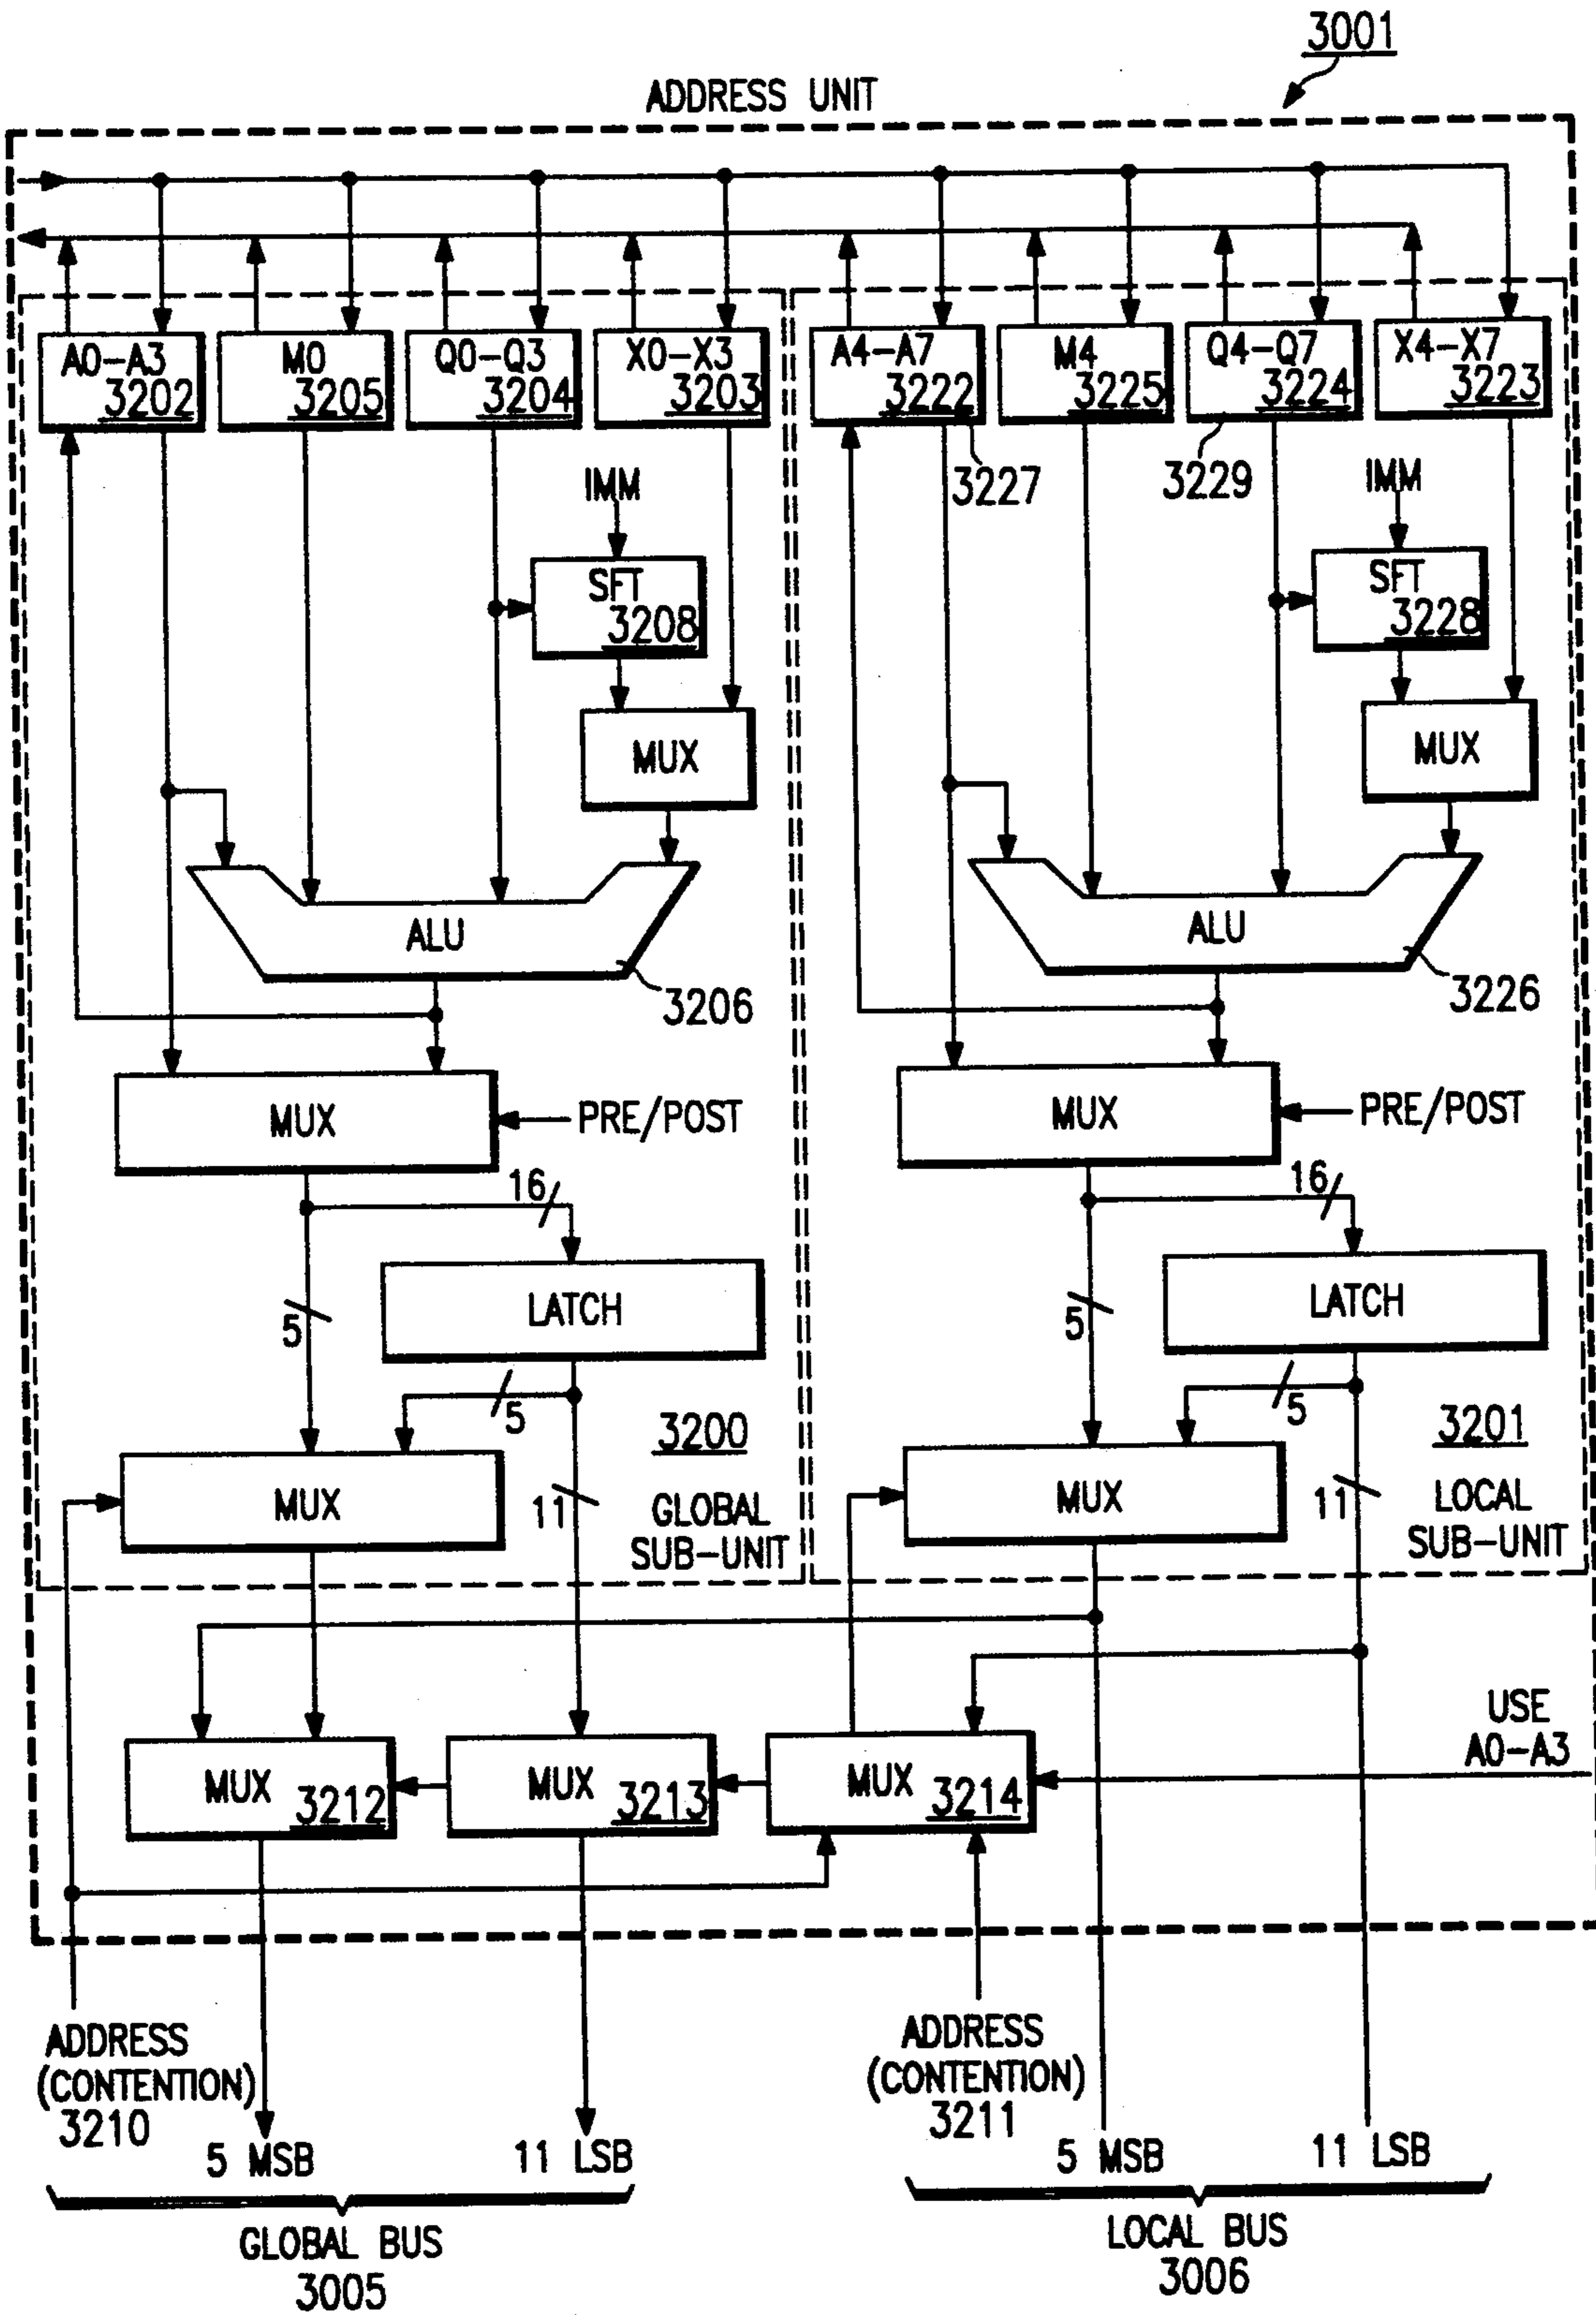 3001
ADDRESS UNIT
A0-A3
3202
M0
3205
Q0-Q3
3204
X0-X3
3203
A4-A7
3222
M4
3225
Q4-Q7
3224
X4-X7
3223
3227
3229
IMM
IMM
SFT
3208
SFT
3228
MUX
MUX
ALU
ALU
3206
3226
MUX
PRE/POST
MUX
PRE/POST
16
16
5
LATCH
5
LATCH
5
5
3200
3201
MUX
11
GLOBAL
SUB-UNIT
MUX
11
LOCAL
SUB-UNIT
USE
A0-A3
MUX
3212
MUX
3213
MUX
3214
ADDRESS
(CONTENTION)
3210
5 MSB
11 LSB
ADDRESS
(CONTENTION)
3211
5 MSB
11 LSB
GLOBAL BUS
3005
LOCAL BUS
3006